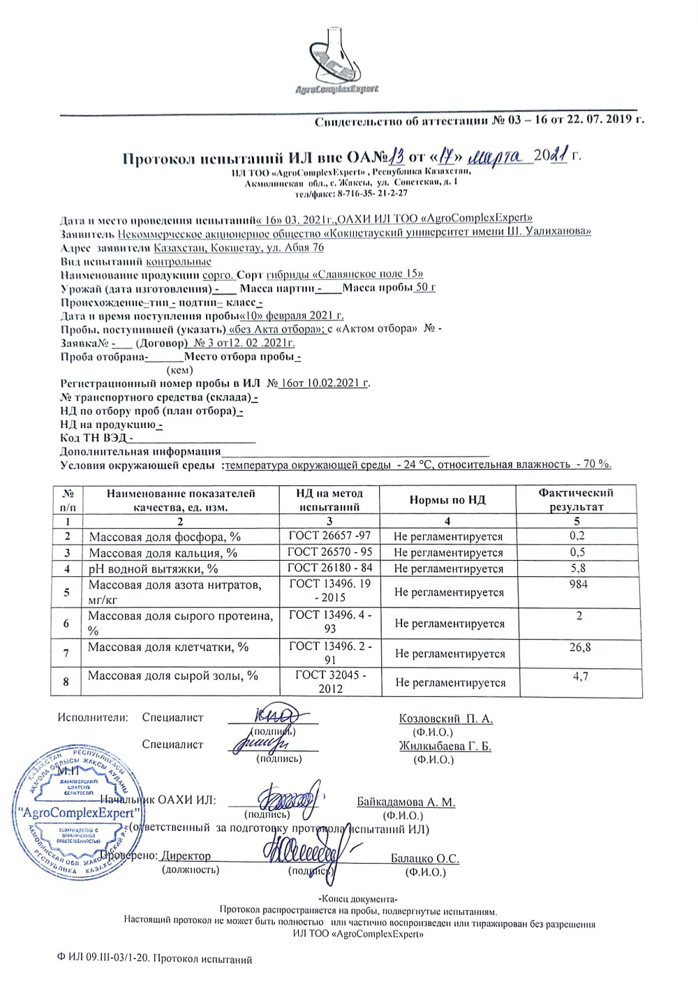 ACE
AgroComplexExpert
Свидетельство об аттестации № 03 – 16 от 22. 07. 2019 г.
Протокол испытаний ИЛ вне ОА№ 13 от «17» марта 2021 г.
ИЛ ТОО «AgroComplexExpert» , Республика Казахстан,
Акмолинская обл., с. Жаксы, ул. Советская, д. 1
тел/факс: 8-716-35- 21-2-27
Дата и место проведения испытаний« 16» 03. 2021г.,ОАХИ ИЛ ТОО «AgroComplexExpert»
Заявитель Некоммерческое акционерное общество «Кокшетауский университет имени Ш. Уалиханова»
Адрес заявителя Казахстан, Кокшетау, ул. Абая 76
Вид испытаний контрольные
Наименование продукции сорго. Сорт гибриды «Славянское поле 15»
Урожай (дата изготовления) -____ Масса партии -____Масса пробы 50 г
Происхождение–тип - подтип– класс -
Дата и время поступления пробы«10» февраля 2021 г.
Пробы, поступившей (указать) «без Акта отбора»; с «Актом отбора» № -
Заявка№ -___ (Договор) № 3 от12. 02 .2021г.
Проба отобрана-______Место отбора пробы -
(кем)
Регистрационный номер пробы в ИЛ № 16от 10.02.2021 г.
№ транспортного средства (склада) -
НД по отбору проб (план отбора) -
НД на продукцию -
Код ТН ВЭД -
Дополнительная информация
Условия окружающей среды :температура окружающей среды - 24 °С, относительная влажность - 70 %.
№ п/п Наименование показателей качества, ед. изм. НД на метод испытаний Нормы по НД Фактический результат
1 2 3 4 5
2 Массовая доля фосфора, % ГОСТ 26657 -97 Не регламентируется 0,2
3 Массовая доля кальция, % ГОСТ 26570 - 95 Не регламентируется 0,5
4 рН водной вытяжки, % ГОСТ 26180 - 84 Не регламентируется 5,8
5 Массовая доля азота нитратов, мг/кг ГОСТ 13496. 19 - 2015 Не регламентируется 984
6 Массовая доля сырого протеина, % ГОСТ 13496. 4 - 93 Не регламентируется 2
7 Массовая доля клетчатки, % ГОСТ 13496. 2 - 91 Не регламентируется 26,8
8 Массовая доля сырой золы, % ГОСТ 32045 - 2012 Не регламентируется 4,7
Исполнители: Специалист Козловский П. А.
(подпись) (Ф.И.О.)
Специалист Жилкыбаева Г. Б.
(подпись) (Ф.И.О.)
М.П
ҚАЗАҚСТАН РЕСПУБЛИКАСЫ
АҚМОЛА ОБЛЫСЫ ЖАҚСЫ АУДАНЫ
ЖАУАПКЕРШІЛІГІ
ШЕКТЕУЛІ
СЕРІКТЕСТІГІ
"AgroComplexExpert"
ТОВАРИЩЕСТВО С
ОГРАНИЧЕННОЙ
ОТВЕТСТВЕННОСТЬЮ
АКМОЛИНСКАЯ ОБЛ. ЖАКСЫНСКИЙ Р-Н
РЕСПУБЛИКА КАЗАХСТАН
Начальник ОАХИ ИЛ: Байкадамова А. М.
(подпись) (Ф.И.О.)
(ответственный за подготовку протокола испытаний ИЛ)
Проверено: Директор Балацко О.С.
(должность) (подпись) (Ф.И.О.)
-Конец документа-
Протокол распространяется на пробы, подвергнутые испытаниям.
Настоящий протокол не может быть полностью или частично воспроизведен или тиражирован без разрешения
ИЛ ТОО «AgroComplexExpert»
Ф ИЛ 09.III-03/1-20. Протокол испытаний